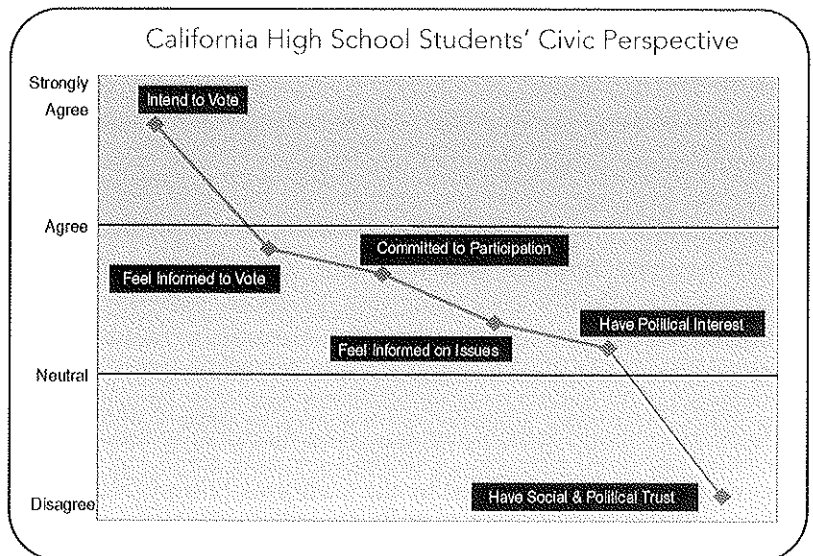 California High School Students' Civic Perspective
Strongly
Agree
Intend to Vote
Agree
Committed to Participation
Feel Informed to Vote
Have Political Interest
Feel Informed on Issues
Neutral
Have Social & Political Trust
Disagree